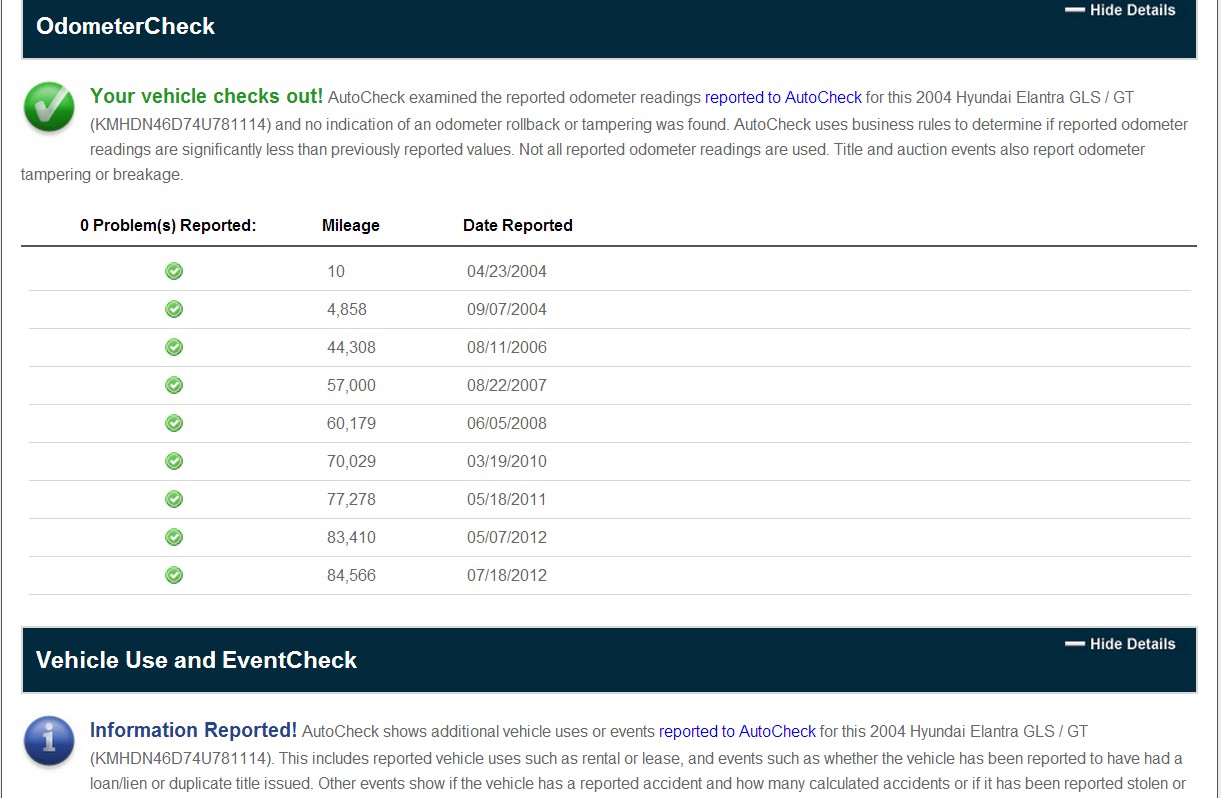 Hide Details
OdometerCheck
Your vehicle checks out! AutoCheck examined the reported odometer readings reported to AutoCheck for this 2004 Hyundai Elantra GLS / GT
(KMHDN46D74U781114) and no indication of an odometer rollback or tampering was found. AutoCheck uses business rules to determine if reported odometer
readings are significantly less than previously reported values. Not all reported odometer readings are used. Title and auction events also report odometer
tampering or breakage.
0 Problem(s) Reported: Mileage Date Reported
10 04/23/2004
4,858 09/07/2004
44,308 08/11/2006
57,000 08/22/2007
60,179 06/05/2008
70,029 03/19/2010
77,278 05/18/2011
83,410 05/07/2012
84,566 07/18/2012
Hide Details
Vehicle Use and EventCheck
Information Reported! AutoCheck shows additional vehicle uses or events reported to AutoCheck for this 2004 Hyundai Elantra GLS / GT
(KMHDN46D74U781114). This includes reported vehicle uses such as rental or lease, and events such as whether the vehicle has been reported to have had a
loan/lien or duplicate title issued. Other events show if the vehicle has a reported accident and how many calculated accidents or if it has been reported stolen or